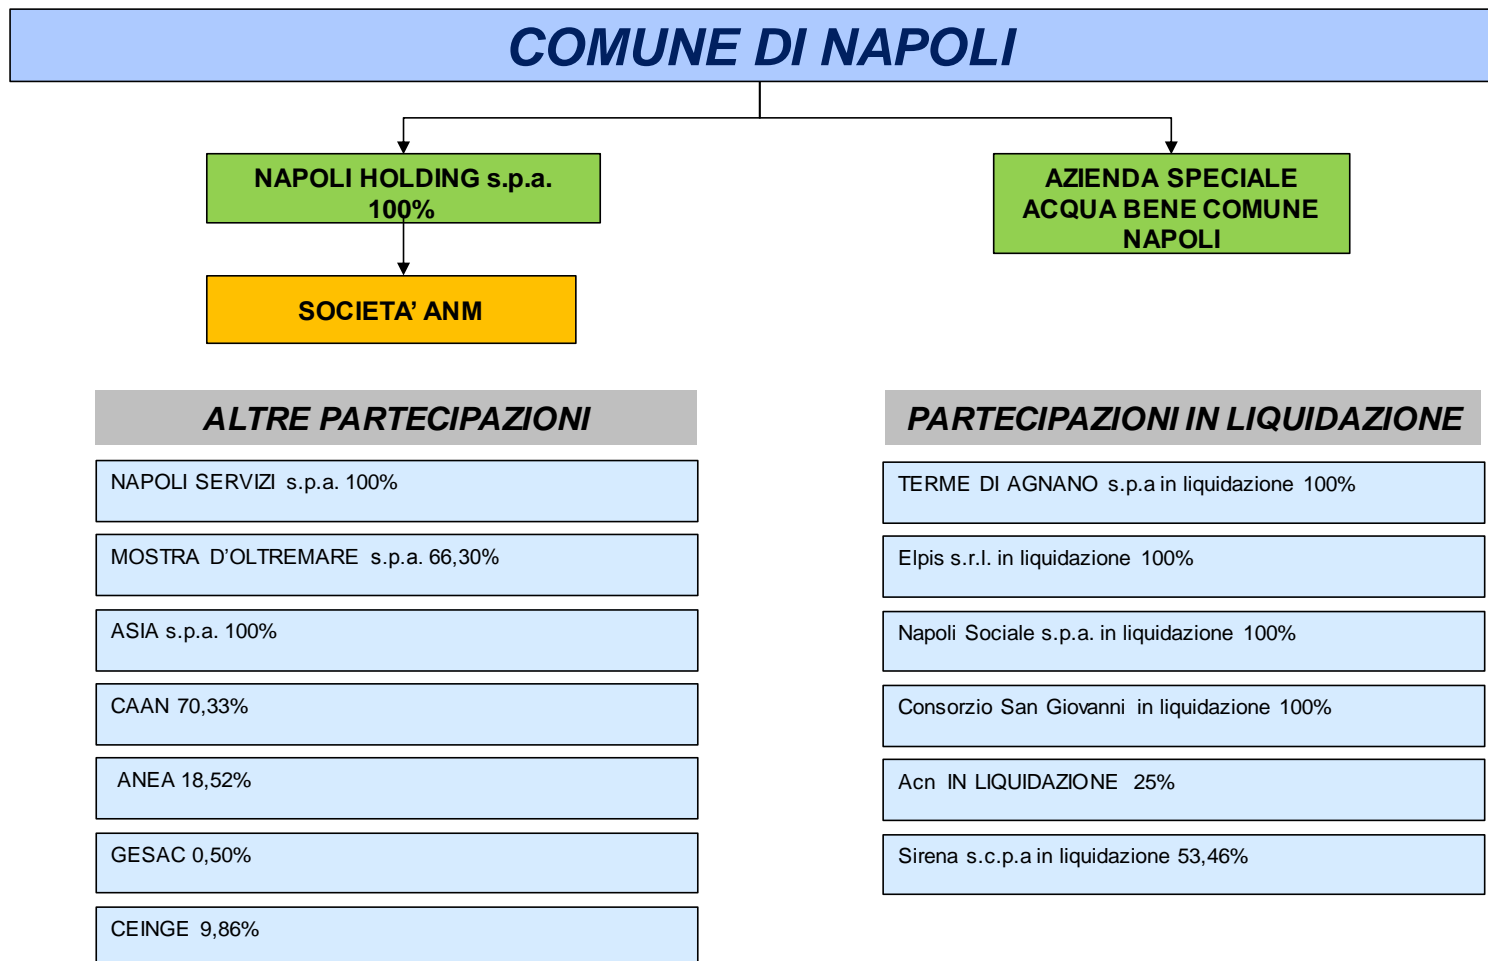 COMUNE DI NAPOLI
NAPOLI HOLDING s.p.a.
100%
AZIENDA SPECIALE
ACQUA BENE COMUNE
NAPOLI
SOCIETA’ ANM
ALTRE PARTECIPAZIONI
NAPOLI SERVIZI s.p.a. 100%
MOSTRA D’OLTREMARE s.p.a. 66,30%
ASIA s.p.a. 100%
CAAN 70,33%
ANEA 18,52%
GESAC 0,50%
CEINGE 9,86%
PARTECIPAZIONI IN LIQUIDAZIONE
TERME DI AGNANO s.p.a in liquidazione 100%
Elpis s.r.l. in liquidazione 100%
Napoli Sociale s.p.a. in liquidazione 100%
Consorzio San Giovanni in liquidazione 100%
Acn IN LIQUIDAZIONE 25%
Sirena s.c.p.a in liquidazione 53,46%